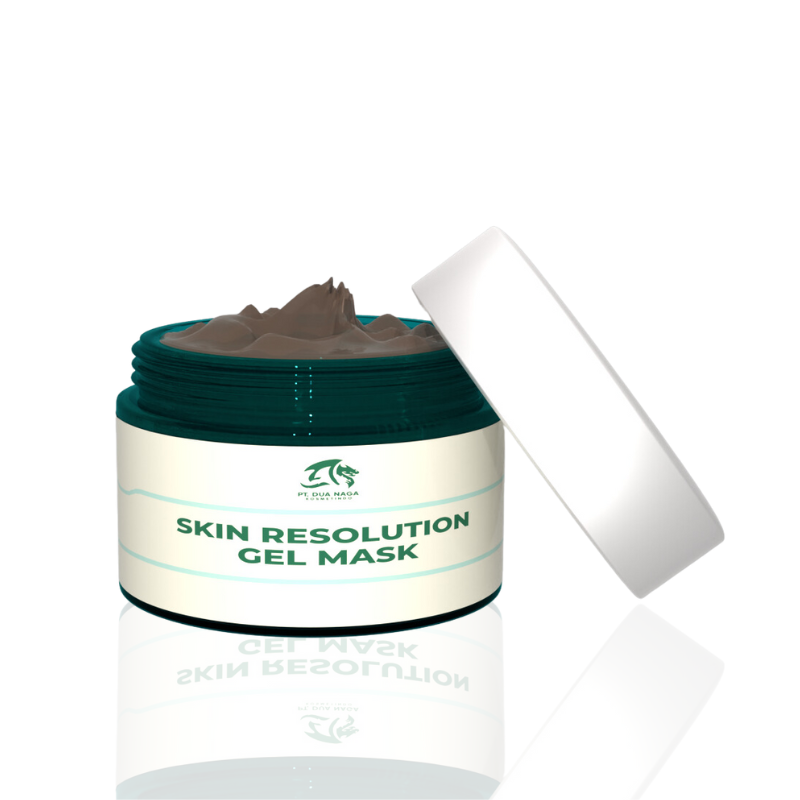 PT. DUA NAGA
KOSMETINDO
SKIN RESOLUTION
GEL MASK